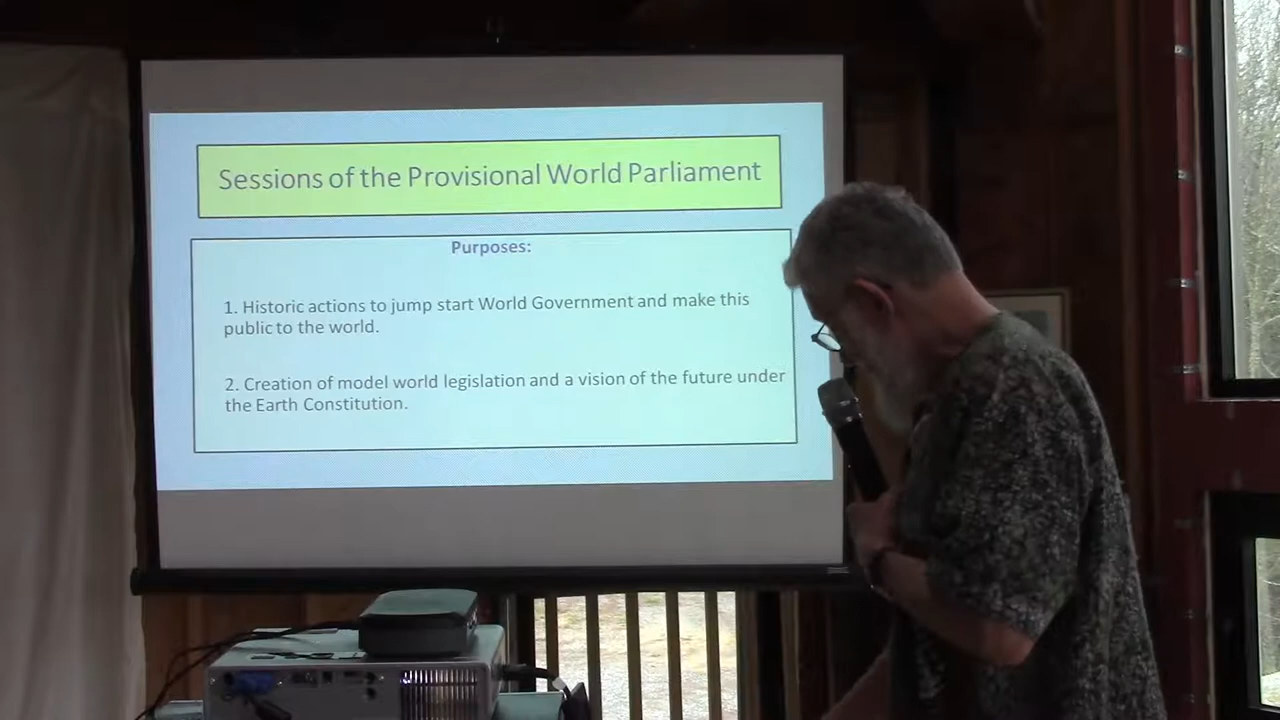 Sessions of the Provisional World Parliament
Purposes:
1. Historic actions to jump start World Government and make this
public to the world.
2. Creation of model world legislation and a vision of the future under
the Earth Constitution.